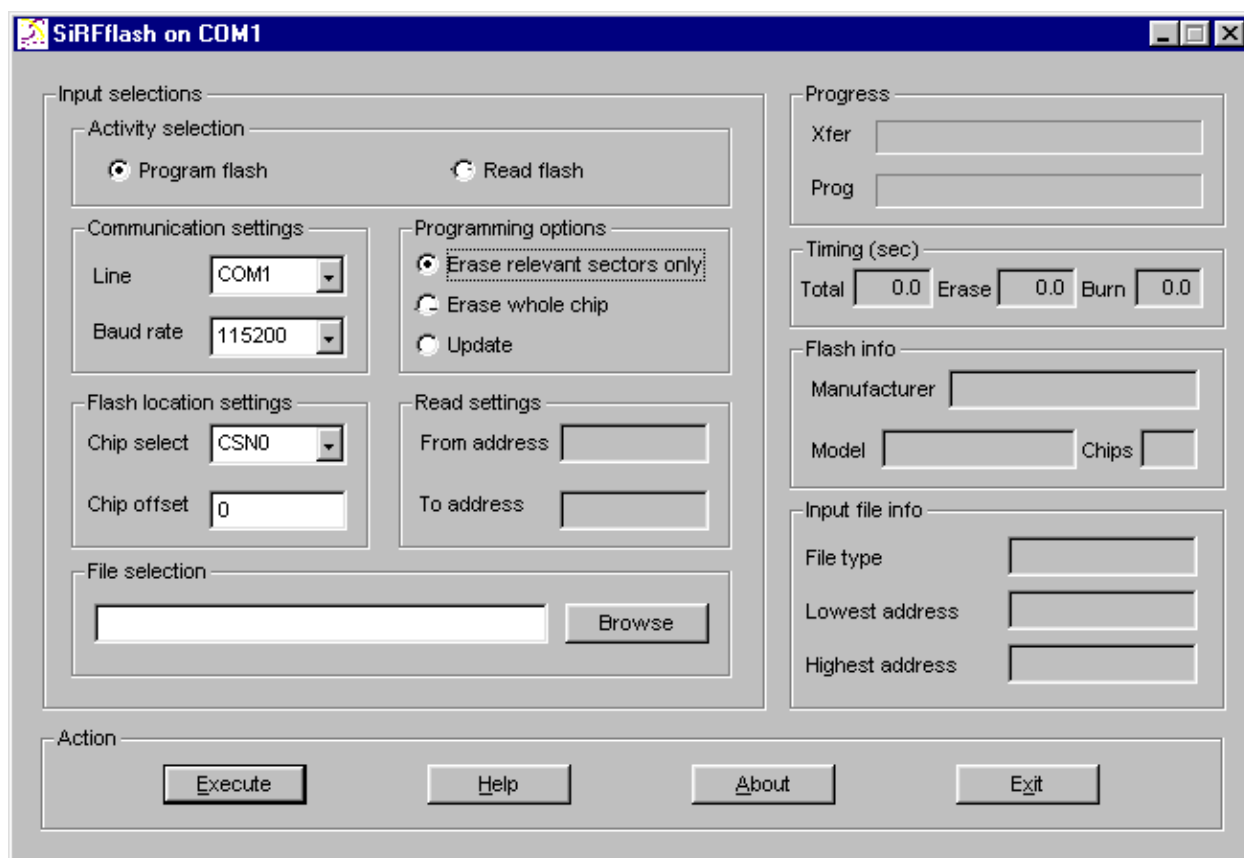 SiRFflash on COM1
Input selections
Activity selection
Program flash
Read flash
Communication settings
Line
COM1
Baud rate
115200
Programming options
Erase relevant sectors only
Erase whole chip
Update
Flash location settings
Chip select
CSN0
Chip offset
0
Read settings
From address
To address
File selection
Browse
Progress
Xfer
Prog
Timing (sec)
Total 0.0 Erase 0.0 Burn 0.0
Flash info
Manufacturer
Model
Chips
Input file info
File type
Lowest address
Highest address
Action
Execute
Help
About
Exit